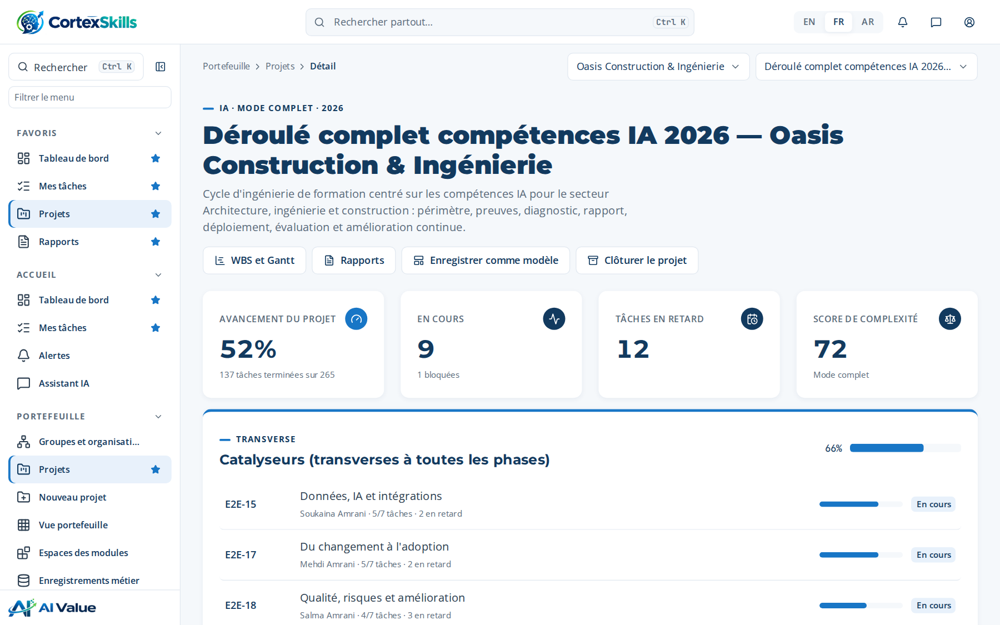 CortexSkills
Rechercher partout...
Ctrl K
EN FR AR
Rechercher Ctrl K
Filtrer le menu
FAVORIS
Tableau de bord
Mes tâches
Projets
Rapports
ACCUEIL
Tableau de bord
Mes tâches
Alertes
Assistant IA
PORTEFEUILLE
Groupes et organisati...
Projets
Nouveau projet
Vue portefeuille
Espaces des modules
Enregistrements métier
AI Value
Portefeuille > Projets > Détail
Oasis Construction & Ingénierie
Déroulé complet compétences IA 2026...
IA · MODE COMPLET · 2026
Déroulé complet compétences IA 2026 — Oasis
Construction & Ingénierie
Cycle d'ingénierie de formation centré sur les compétences IA pour le secteur
Architecture, ingénierie et construction : périmètre, preuves, diagnostic, rapport,
déploiement, évaluation et amélioration continue.
WBS et Gantt
Rapports
Enregistrer comme modèle
Clôturer le projet
AVANCEMENT DU PROJET
52%
137 tâches terminées sur 265
EN COURS
9
1 bloquées
TÂCHES EN RETARD
12
SCORE DE COMPLEXITÉ
72
Mode complet
TRANSVERSE
Catalyseurs (transverses à toutes les phases)
66%
E2E-15
Données, IA et intégrations
Soukaina Amrani · 5/7 tâches · 2 en retard
En cours
E2E-17
Du changement à l'adoption
Mehdi Amrani · 5/7 tâches · 2 en retard
En cours
E2E-18
Qualité, risques et amélioration
Salma Amrani · 4/7 tâches · 3 en retard
En cours